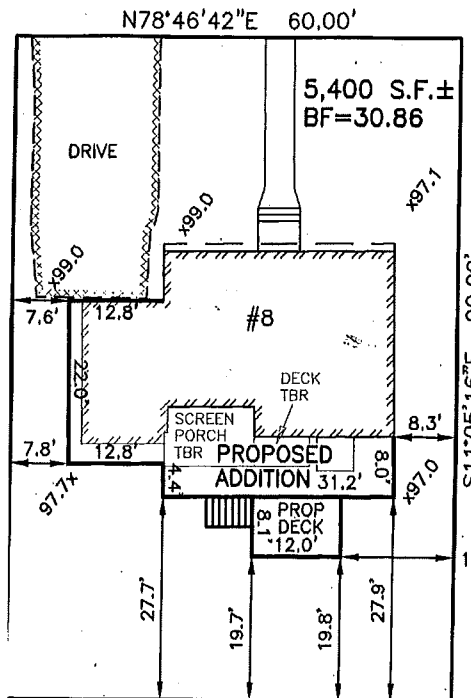 N78°46'42"E 60,00'
5,400 S.F.±
BF=30.86
DRIVE
x97.1
x99.0
x99.0
7,6'
12.8'
#8
22.0'
DECK
TBR
SCREEN
PORCH
TBR
8,3'
7.8'
12.8'
PROPOSED
ADDITION
4.4'
31,2'
8.0'
97.7x
x97.0
PROP
DECK
8.1'
12,0'
1
27.7'
19.7'
19.8'
27.9'